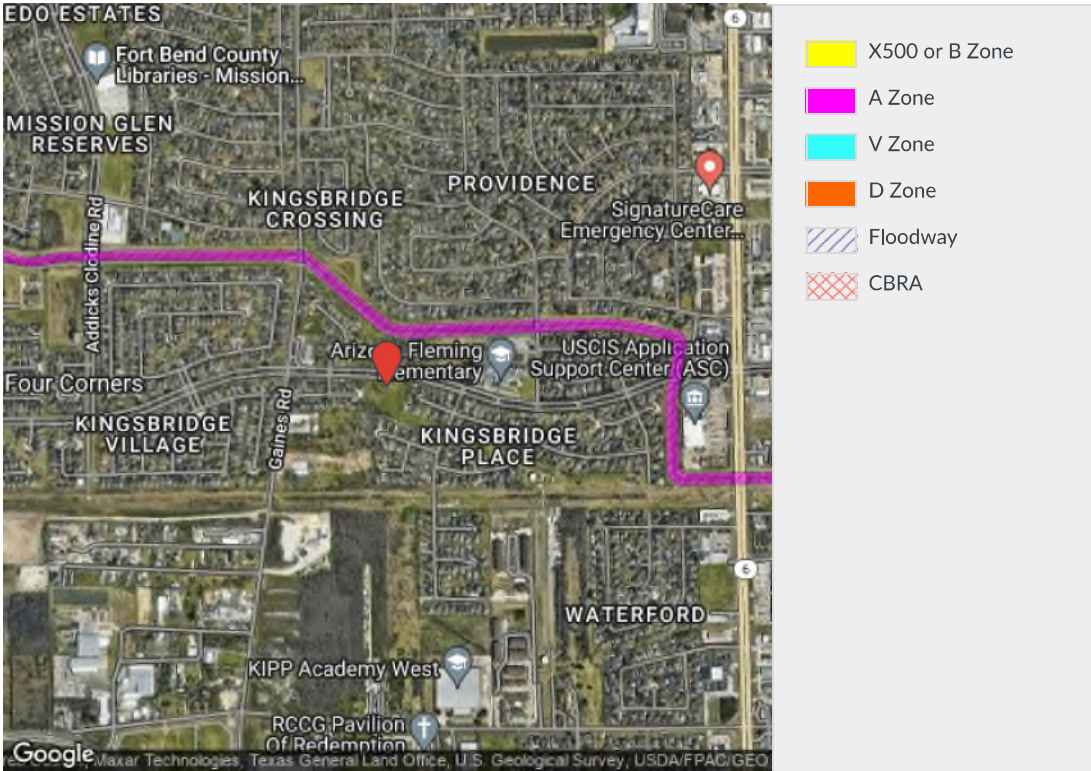 EDO ESTATES
6
Fort Bend County
Libraries - Mission...
MISSION GLEN
RESERVES
PROVIDENCE
KINGSBRIDGE
CROSSING
SignatureCare
Emergency Center...
Addicks Clodine Rd
Fleming
ementary
USCIS Application
Support Center (ASC)
Four Corners
KINGSBRIDGE
VILLAGE
Gaines Rd
KINGSBRIDGE
PLACE
6
WATERFORD
KIPP Academy West
RCCG Pavilion
Of Redemption
Google
Maxar Technologies, Texas General Land Office, U.S. Geological Survey, USDA/FPAC/GEO
X500 or B Zone
A Zone
V Zone
D Zone
Floodway
CBRA